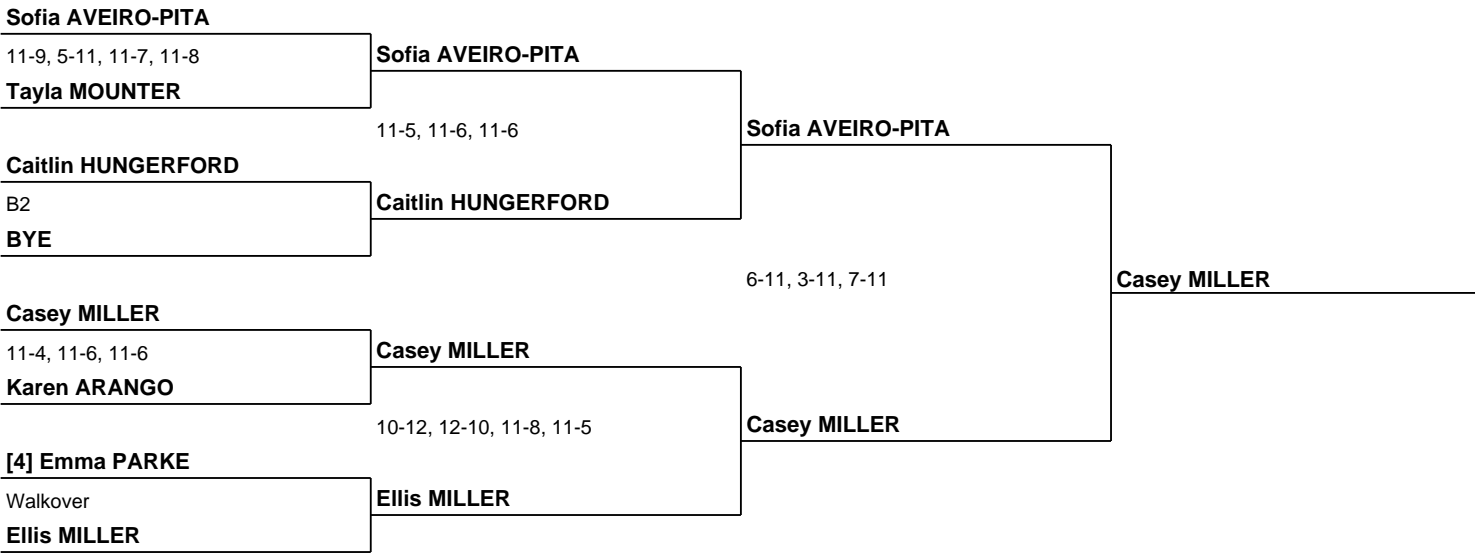 Sofia AVEIRO-PITA
11-9, 5-11, 11-7, 11-8
Tayla MOUNTER
Sofia AVEIRO-PITA
11-5, 11-6, 11-6
Sofia AVEIRO-PITA
Caitlin HUNGERFORD
B2
BYE
Caitlin HUNGERFORD
6-11, 3-11, 7-11
Casey MILLER
Casey MILLER
11-4, 11-6, 11-6
Karen ARANGO
Casey MILLER
10-12, 12-10, 11-8, 11-5
Casey MILLER
[4] Emma PARKE
Walkover
Ellis MILLER
Ellis MILLER